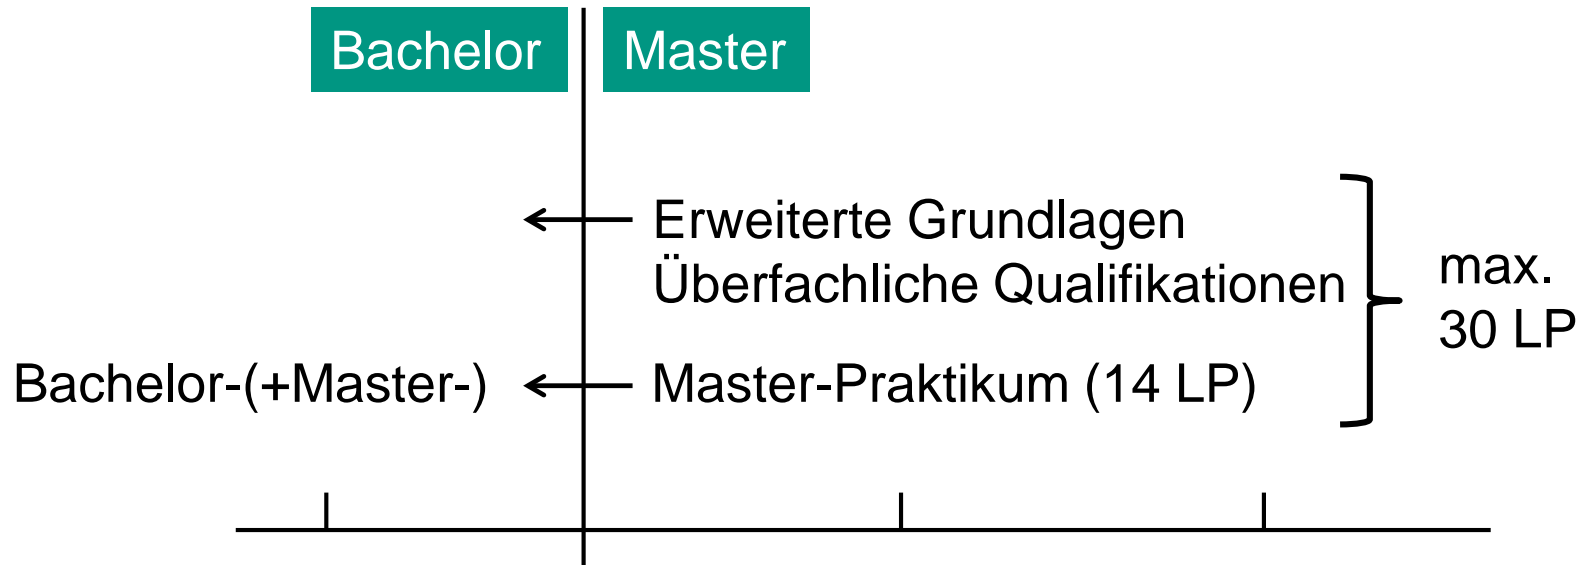 Bachelor
Master
Erweiterte Grundlagen
Überfachliche Qualifikationen
max.
30 LP
Bachelor-(+Master-)
Master-Praktikum (14 LP)